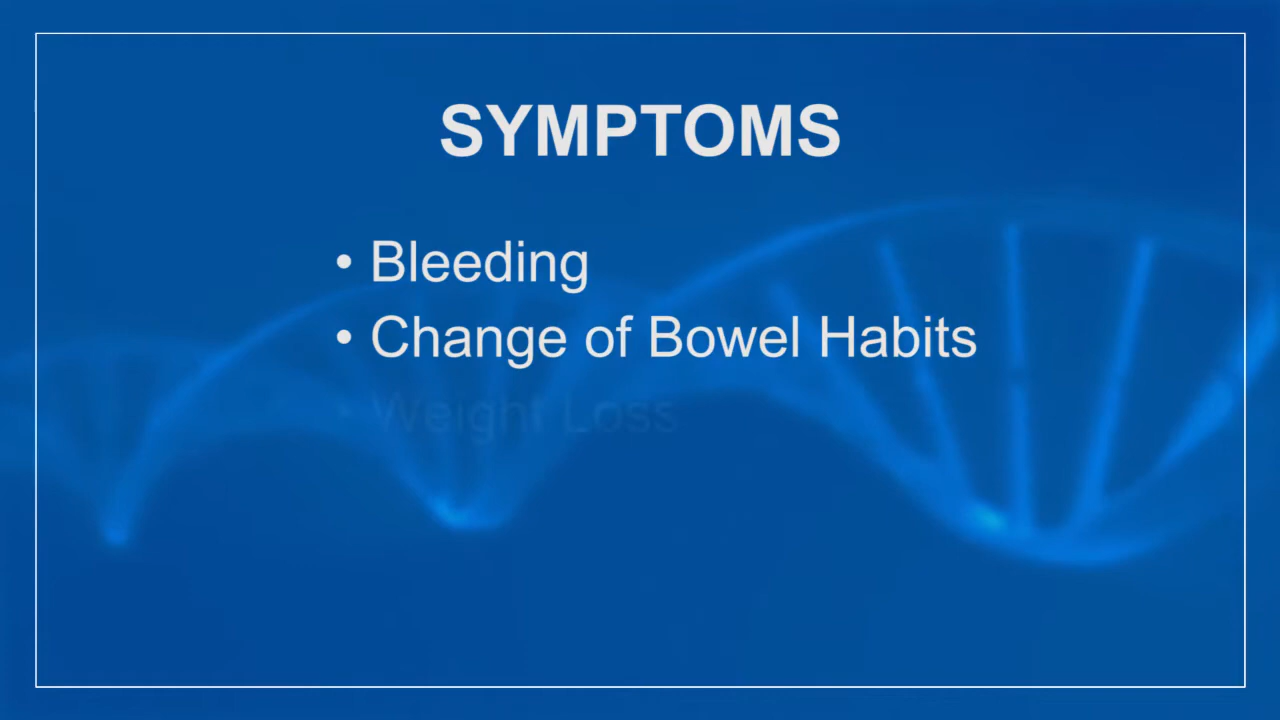 SYMPTOMS
• Bleeding
• Change of Bowel Habits
• Weight Loss